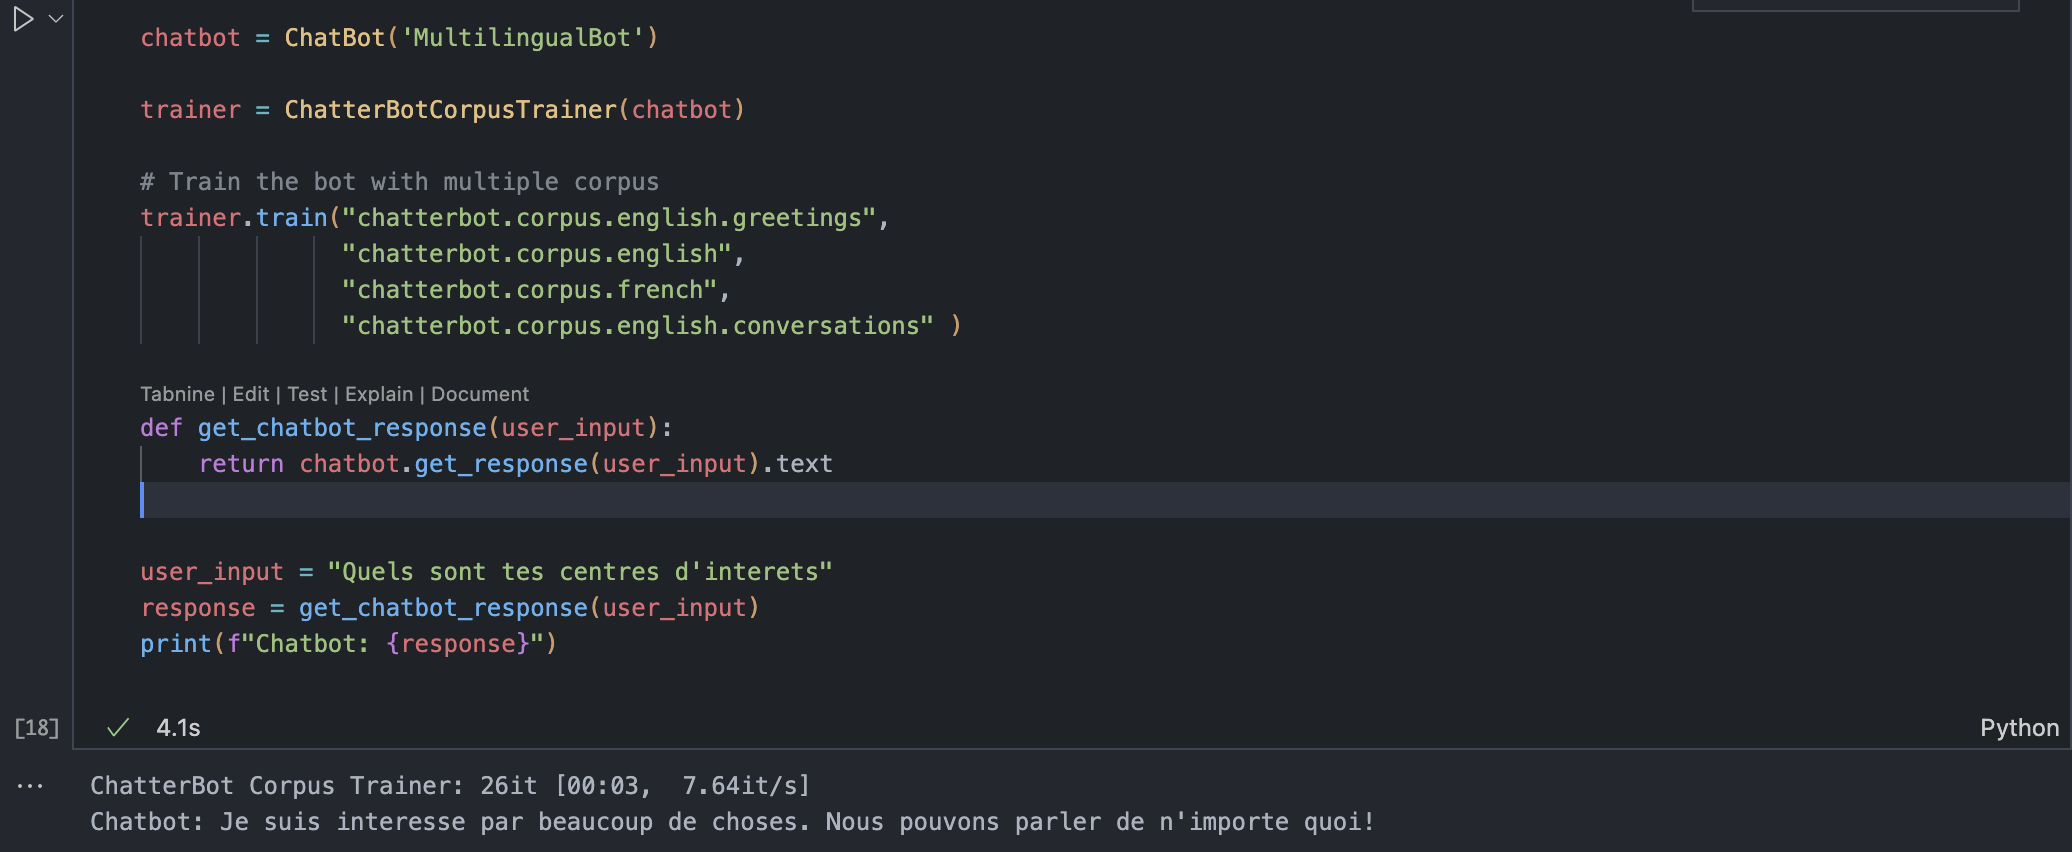 chatbot = ChatBot('MultilingualBot')
trainer = ChatterBotCorpusTrainer(chatbot)
# Train the bot with multiple corpus
trainer.train("chatterbot.corpus.english.greetings",
"chatterbot.corpus.english",
"chatterbot.corpus.french",
"chatterbot.corpus.english.conversations" )
Tabnine | Edit | Test | Explain | Document
def get_chatbot_response(user_input):
return chatbot.get_response(user_input).text
user_input = "Quels sont tes centres d'interets"
response = get_chatbot_response(user_input)
print(f"Chatbot: {response}")
[18] 4.1s Python
... ChatterBot Corpus Trainer: 26it [00:03, 7.64it/s]
Chatbot: Je suis interesse par beaucoup de choses. Nous pouvons parler de n'importe quoi!